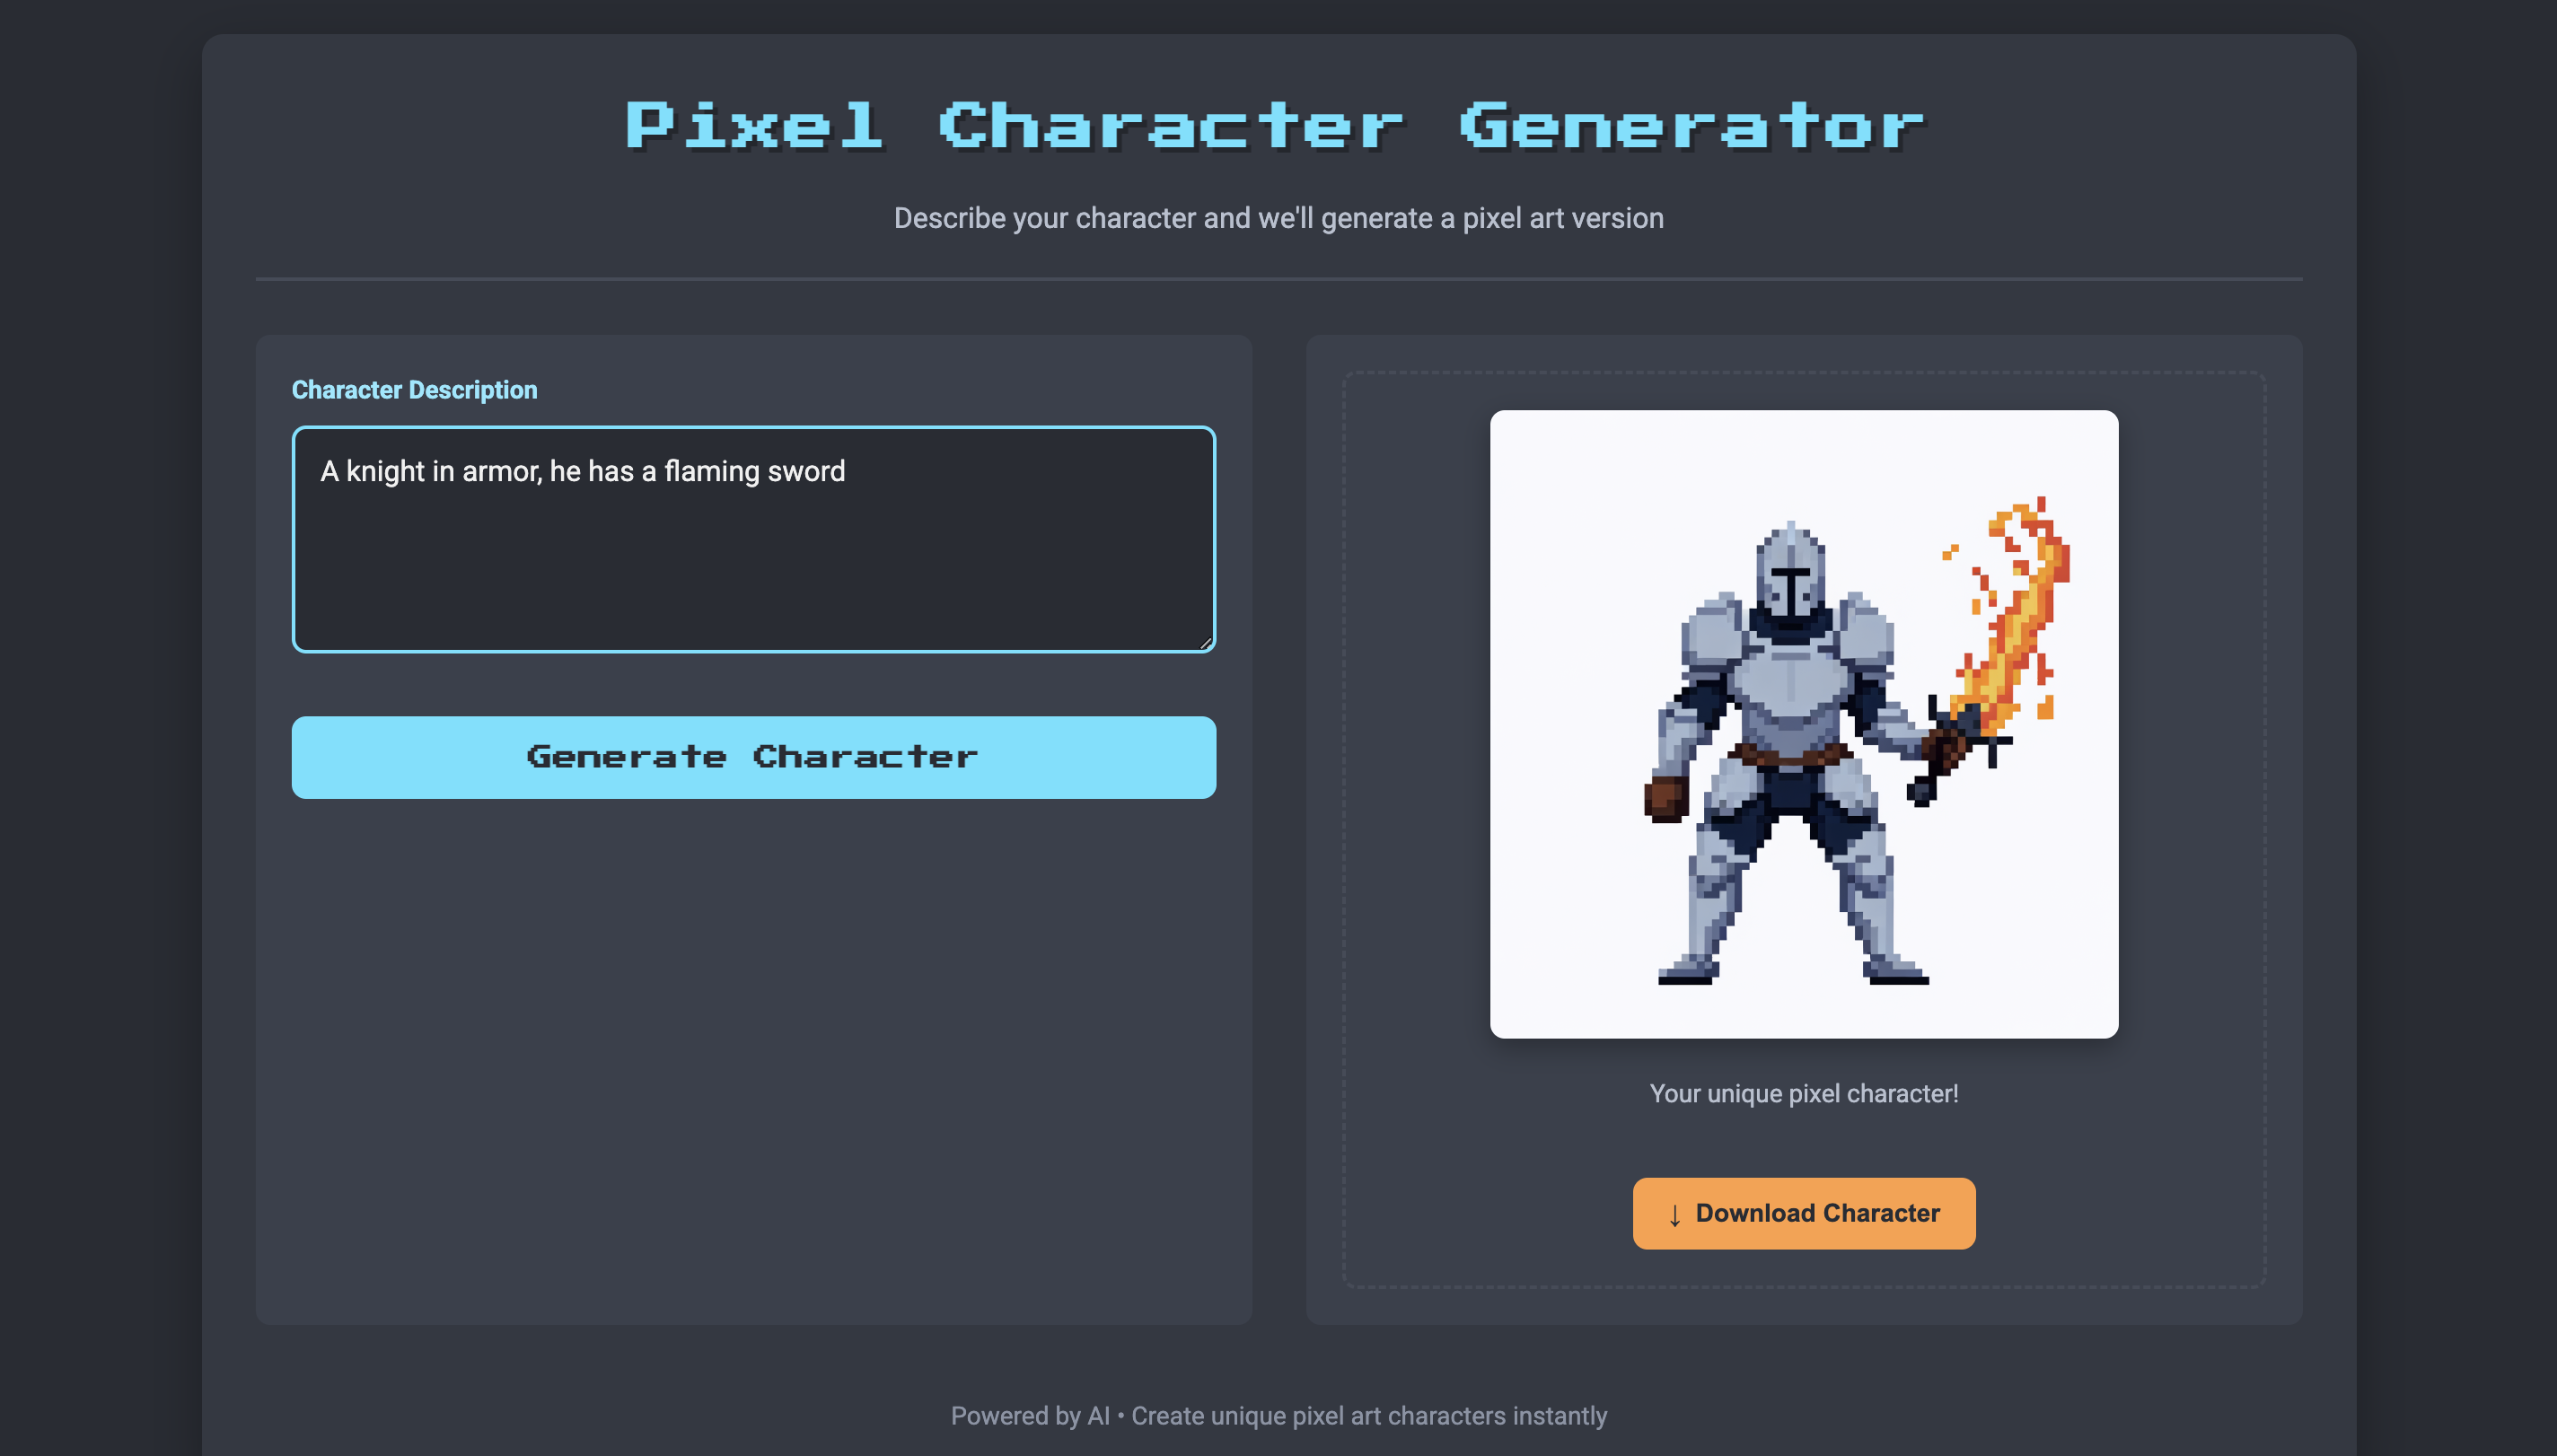 Pixel Character Generator
Describe your character and we'll generate a pixel art version
Character Description
A knight in armor, he has a flaming sword
Generate Character
Your unique pixel character!
↓ Download Character
Powered by AI • Create unique pixel art characters instantly